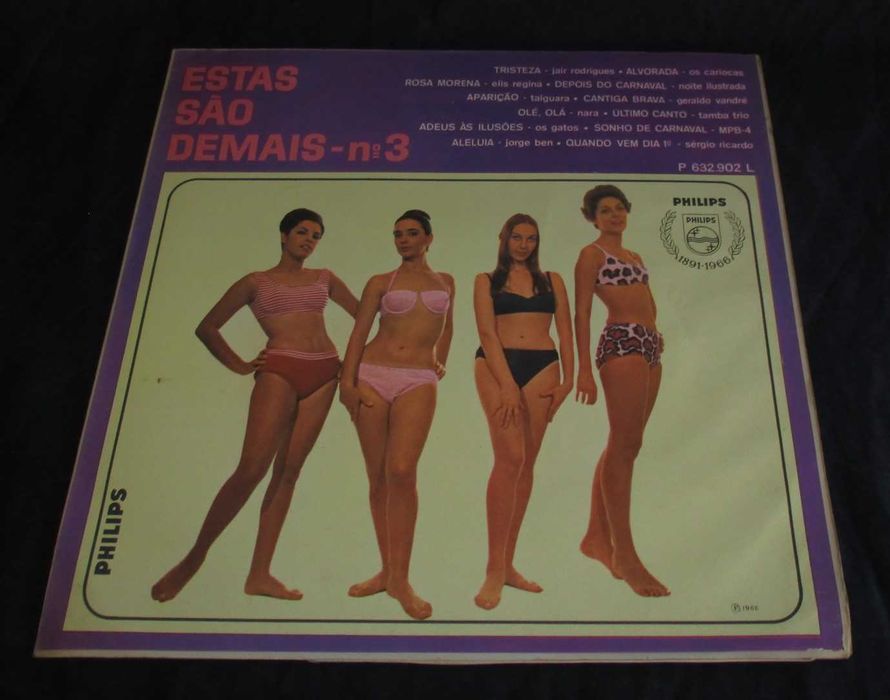 ESTAS
SÃO
DEMAIS - nº 3
TRISTEZA - jair rodrigues • ALVORADA - os cariocas
ROSA MORENA - elis regina • DEPOIS DO CARNAVAL - noite ilustrada
APARIÇÃO - taiguara • CANTIGA BRAVA - geraldo vandré
OLÉ, OLÁ - nara • ÚLTIMO CANTO - tamba trio
ADEUS ÀS ILUSÕES - os gatos • SONHO DE CARNAVAL - MPB-4
ALELUIA - jorge ben • QUANDO VEM DIA 1º - sérgio ricardo
P 632.902 L
PHILIPS
PHILIPS
1891-1966
PHILIPS
Ⓟ 1966